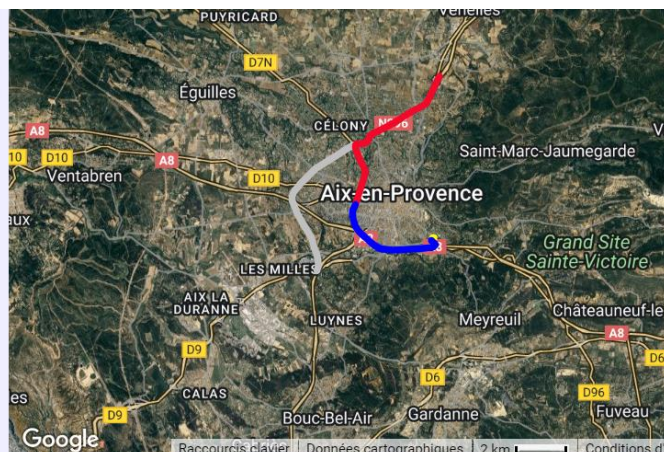 PUYRICARD
Venelles
D7N
Éguilles
CÉLONY
A8
D10
D10
Ventabren
A8
D10
Saint-Marc-Jaumegarde
Aix-en-Provence
Grand Site
Sainte-Victoire
LES MILLES
AIX LA
DURANNE
LUYNES
Meyreuil
Châteauneuf-le
A8
D9
D6
D6
CALAS
D96
D9
Bouc-Bel-Air
Gardanne
Fuveau
Google
Raccourcis clavier
Données cartographiques
2 km
Conditions d